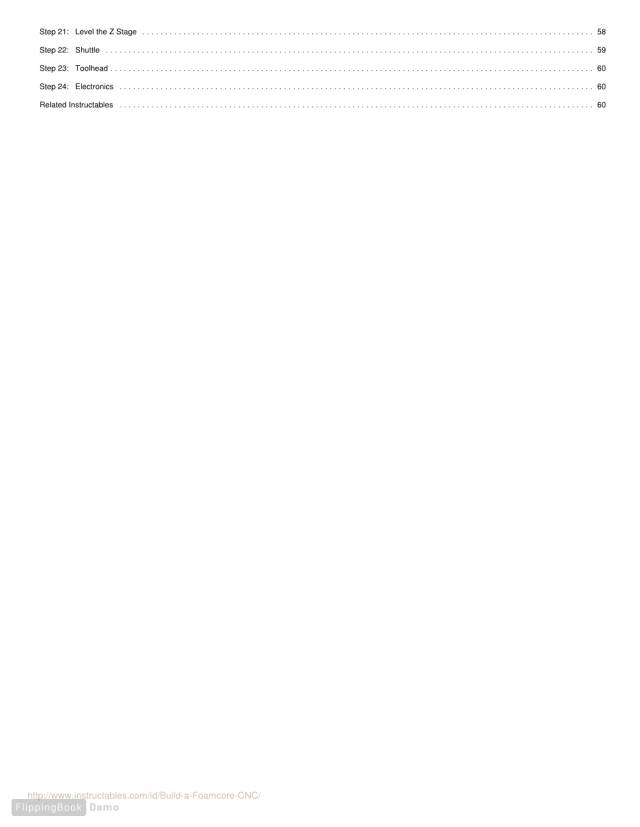 Step 21: Level the Z Stage . . . . . . . . . . . . . . . . . . . . . . . . . . . . . . . . . . . . . . . . 58
Step 22: Shuttle . . . . . . . . . . . . . . . . . . . . . . . . . . . . . . . . . . . . . . . . 59
Step 23: Toolhead . . . . . . . . . . . . . . . . . . . . . . . . . . . . . . . . . . . . . . . . 60
Step 24: Electronics . . . . . . . . . . . . . . . . . . . . . . . . . . . . . . . . . . . . . . . . 60
Related Instructables . . . . . . . . . . . . . . . . . . . . . . . . . . . . . . . . . . . . . . . . 60
http://www.instructables.com/id/Build-a-Foamcore-CNC/
FlippingBook Demo